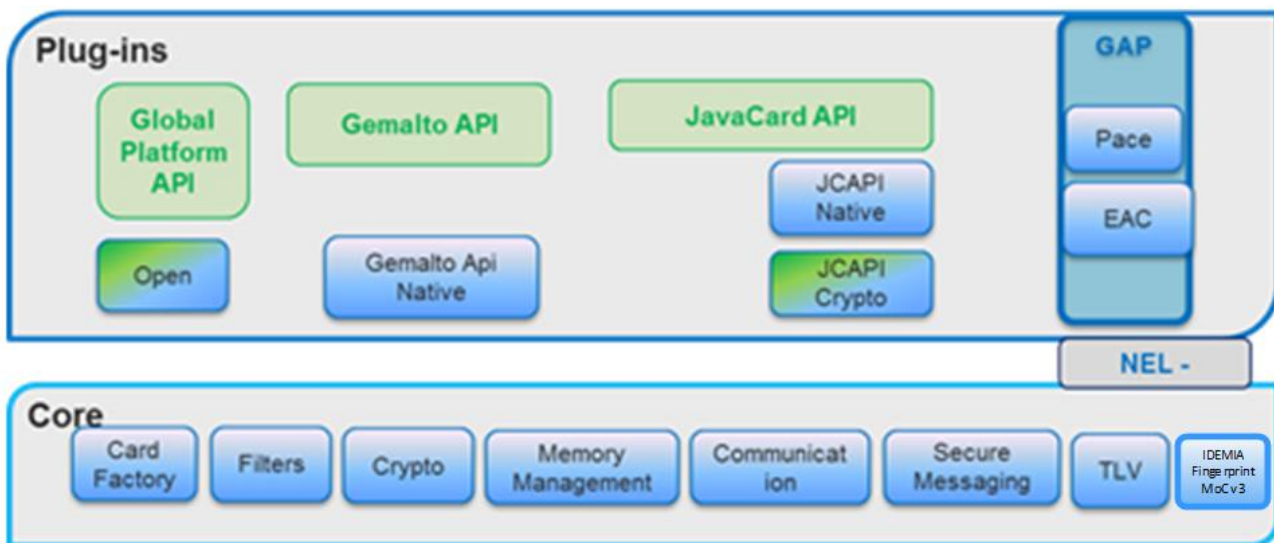 Plug-ins
GAP
Global
Platform
API
Gemalto API
JavaCard API
Pace
JCAPI
Native
EAC
Open
Gemalto Api
Native
JCAPI
Crypto
NEL -
Core
Card
Factory
Filters
Crypto
Memory
Management
Communicat
ion
Secure
Messaging
TLV
IDEMIA
Fingerprint
MoCv3